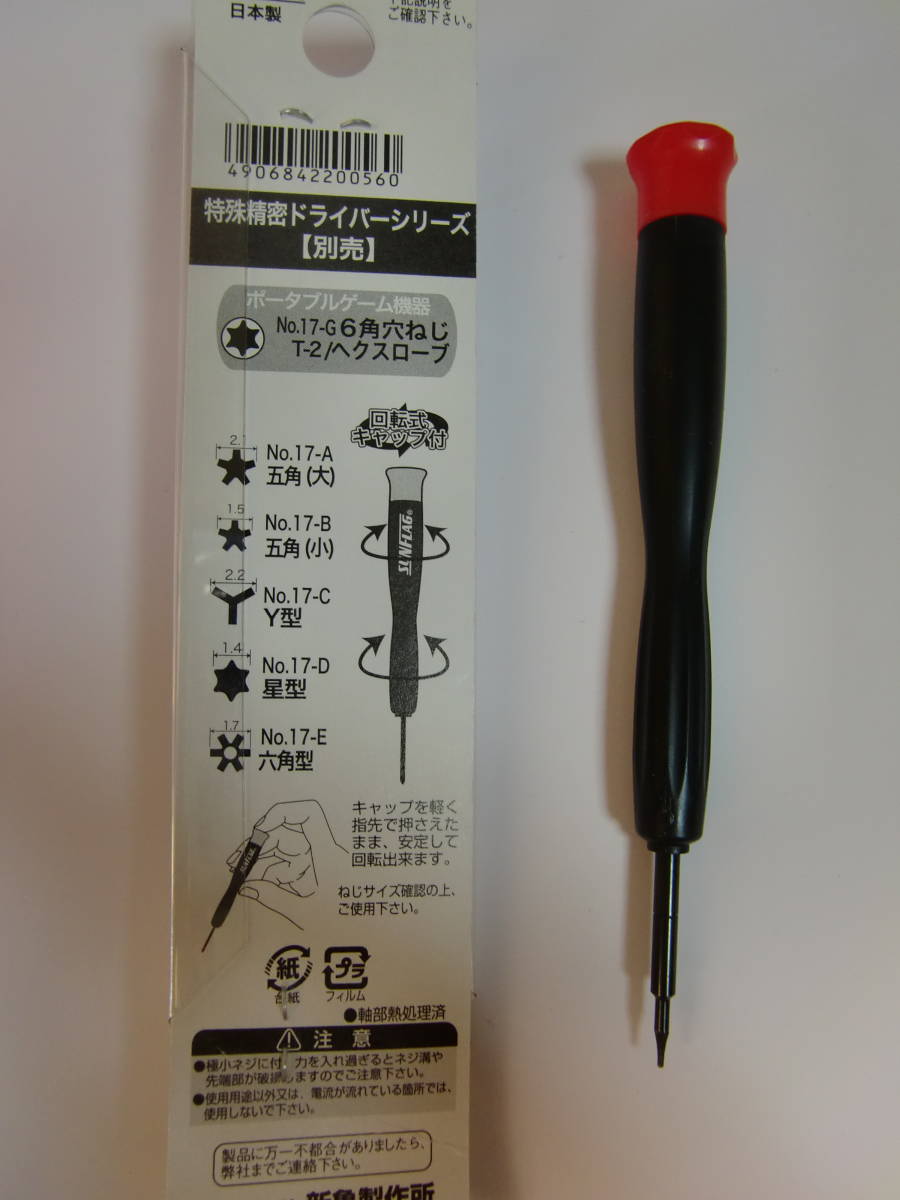 日本製
下記説明を
ご確認下さい。
4906842200560
特殊精密ドライバーシリーズ
【別売】
ポータブルゲーム機器
No.17-G 6角穴ねじ
T-2/ヘクスローブ
回転式
キャップ付
2.1
No.17-A
五角(大)
1.5
No.17-B
五角(小)
2.2
No.17-C
Y型
1.4
No.17-D
星型
1.7
No.17-E
六角型
SUNFLAG®
キャップを軽く
指先で押さえた
まま、安定して
回転出来ます。
ねじサイズ確認の上、
ご使用下さい。
紙
台紙
プラ
フィルム
●軸部熱処理済
注意
●極小ネジに付、力を入れ過ぎるとネジ溝や
先端部が破損しますのでご注意下さい。
●使用用途以外又は、電流が流れている箇所では、
使用しないで下さい。
製品に万一不都合がありましたら、
弊社までご連絡下さい。
新亀製作所